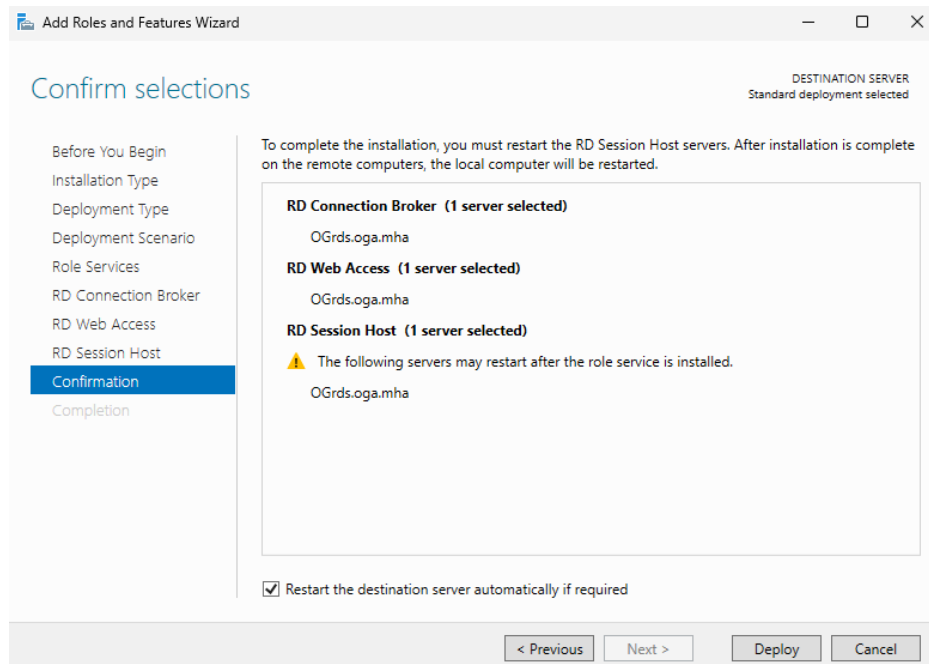 Add Roles and Features Wizard
Confirm selections
DESTINATION SERVER
Standard deployment selected
Before You Begin
Installation Type
Deployment Type
Deployment Scenario
Role Services
RD Connection Broker
RD Web Access
RD Session Host
Confirmation
Completion
To complete the installation, you must restart the RD Session Host servers. After installation is complete
on the remote computers, the local computer will be restarted.
RD Connection Broker (1 server selected)
OGrds.oga.mha
RD Web Access (1 server selected)
OGrds.oga.mha
RD Session Host (1 server selected)
The following servers may restart after the role service is installed.
OGrds.oga.mha
Restart the destination server automatically if required
< Previous
Next >
Deploy
Cancel